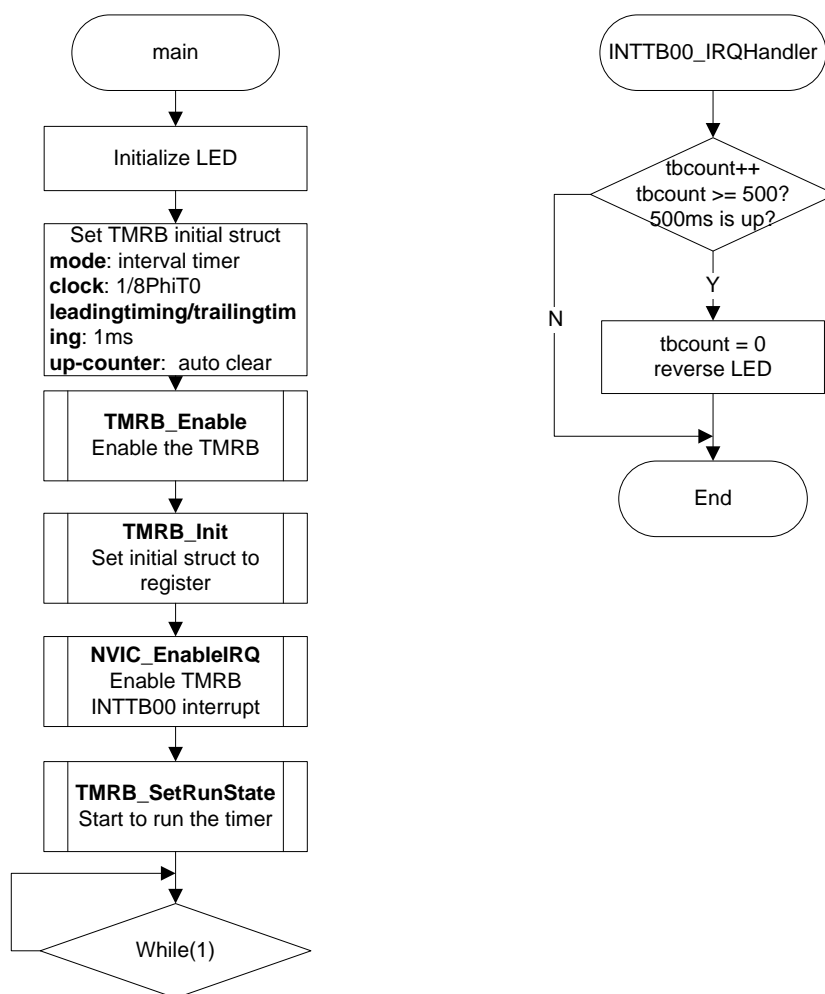 main
Initialize LED
Set TMRB initial struct
mode: interval timer
clock: 1/8PhiT0
leadingtiming/trailingtim
ing: 1ms
up-counter:  auto clear
TMRB_Enable
Enable the TMRB
TMRB_Init
Set initial struct to
register
NVIC_EnableIRQ
Enable TMRB
INTTB00 interrupt
TMRB_SetRunState
Start to run the timer
While(1)
INTTB00_IRQHandler
tbcount++
tbcount >= 500?
500ms is up?
Y
N
tbcount = 0
reverse LED
End